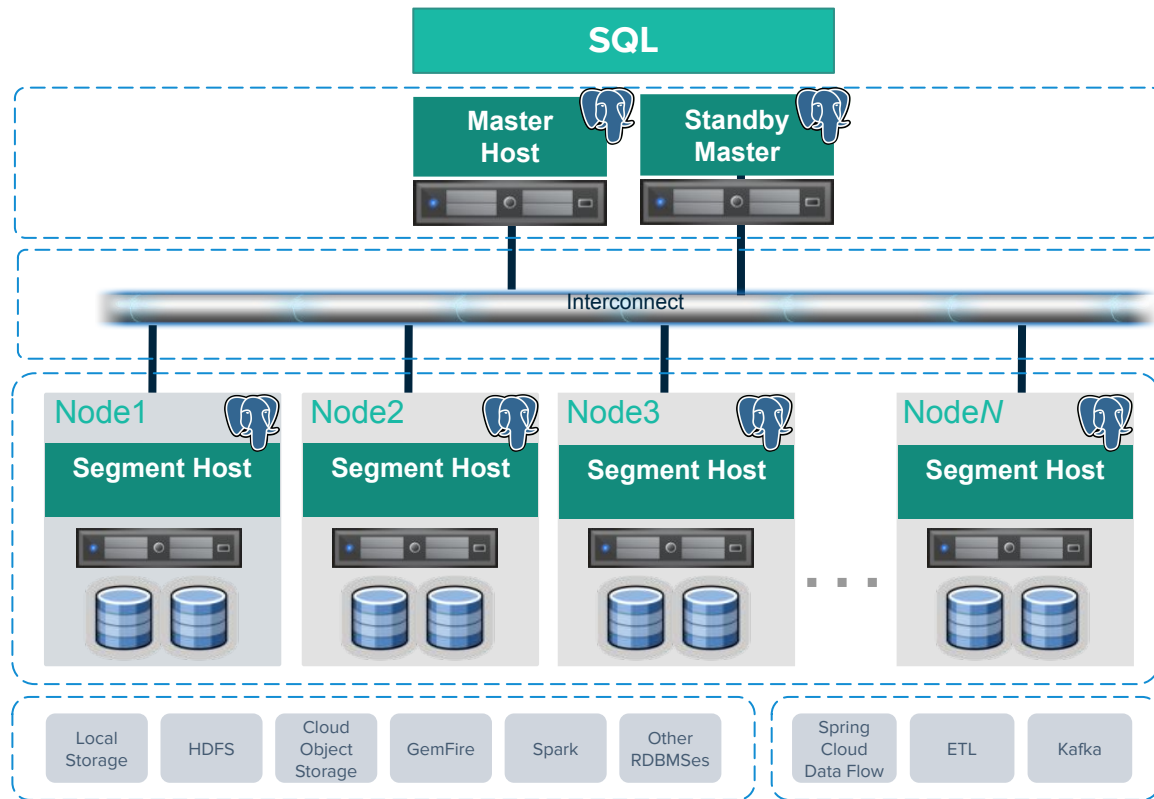 SQL
Master
Host
Standby
Master
Interconnect
Node1
Node2
Node3
NodeN
Segment Host
Segment Host
Segment Host
Segment Host
. . .
Local
Storage
HDFS
Cloud
Object
Storage
GemFire
Spark
Other
RDBMSes
Spring
Cloud
Data Flow
ETL
Kafka